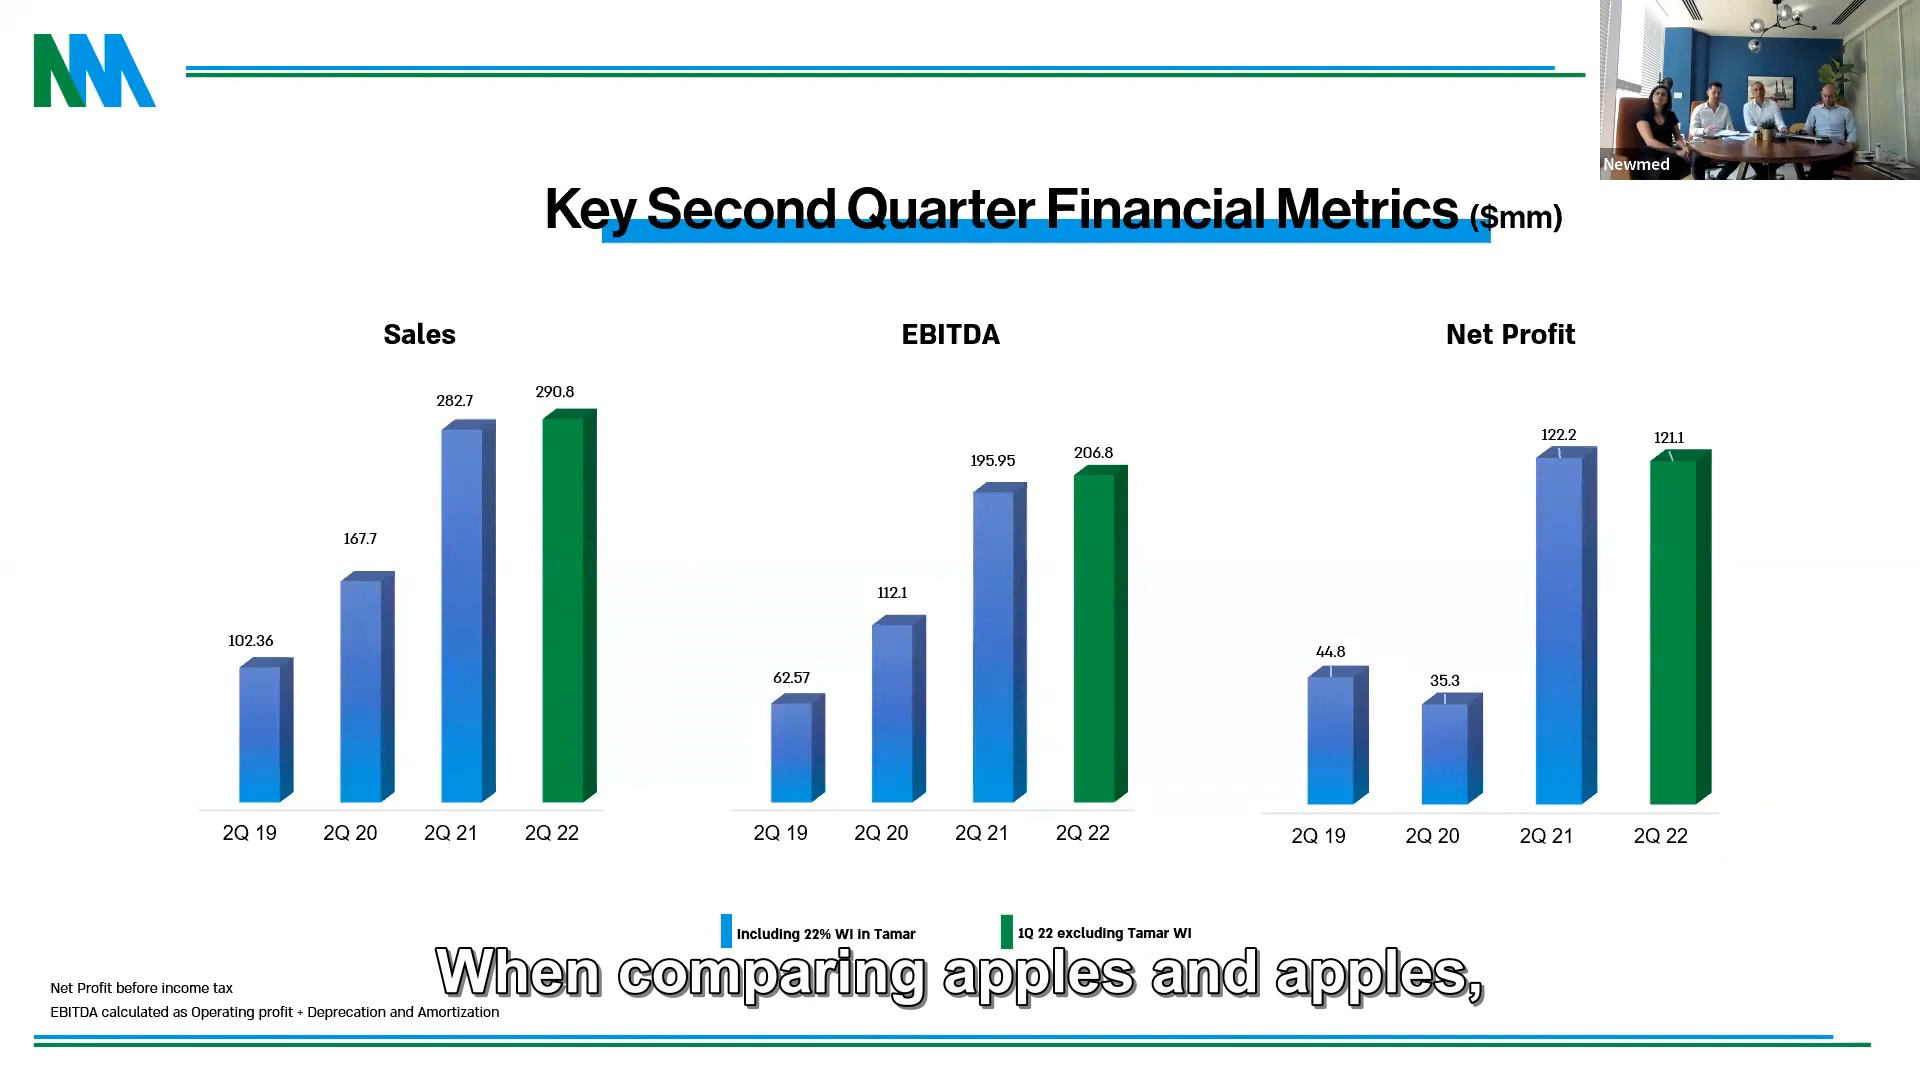 NM
Newmed
Key Second Quarter Financial Metrics ($mm)
Sales
EBITDA
Net Profit
102.36
167.7
282.7
290.8
2Q 19
2Q 20
2Q 21
2Q 22
62.57
112.1
195.95
206.8
2Q 19
2Q 20
2Q 21
2Q 22
44.8
35.3
122.2
121.1
2Q 19
2Q 20
2Q 21
2Q 22
Including 22% WI in Tamar
1Q 22 excluding Tamar WI
When comparing apples and apples,
Net Profit before income tax
EBITDA calculated as Operating profit + Deprecation and Amortization